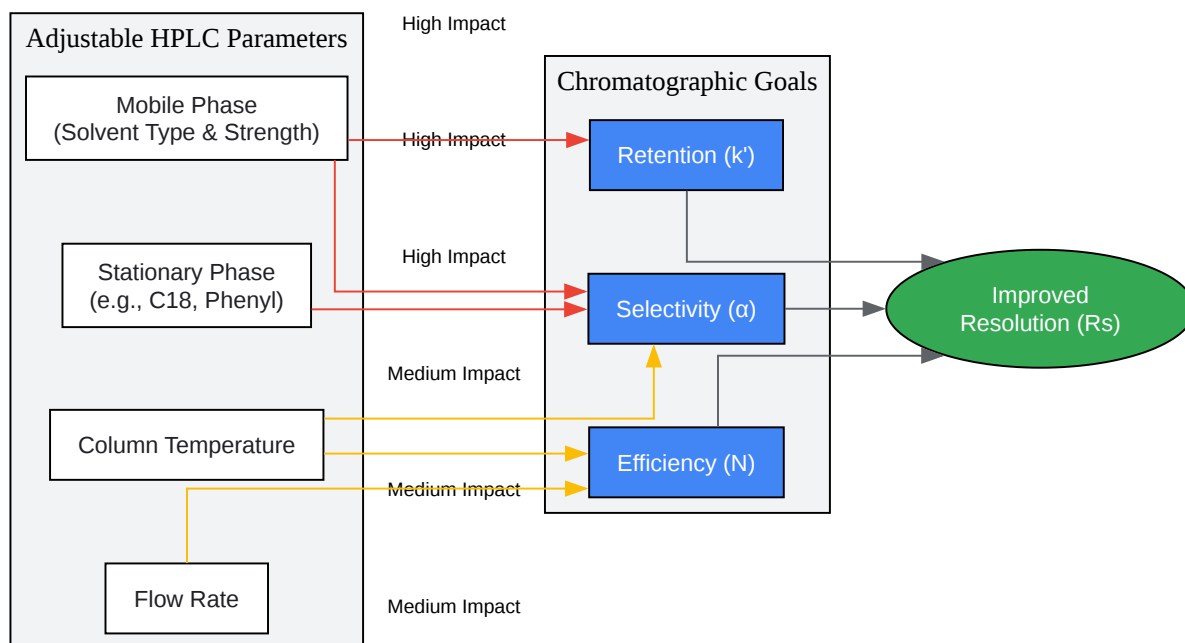 Adjustable HPLC Parameters
Mobile Phase
(Solvent Type & Strength)
Stationary Phase
(e.g., C18, Phenyl)
Column Temperature
Flow Rate
High Impact
High Impact
High Impact
Medium Impact
Medium Impact
Medium Impact
Chromatographic Goals
Retention (k')
Selectivity (α)
Efficiency (N)
Improved
Resolution (Rs)